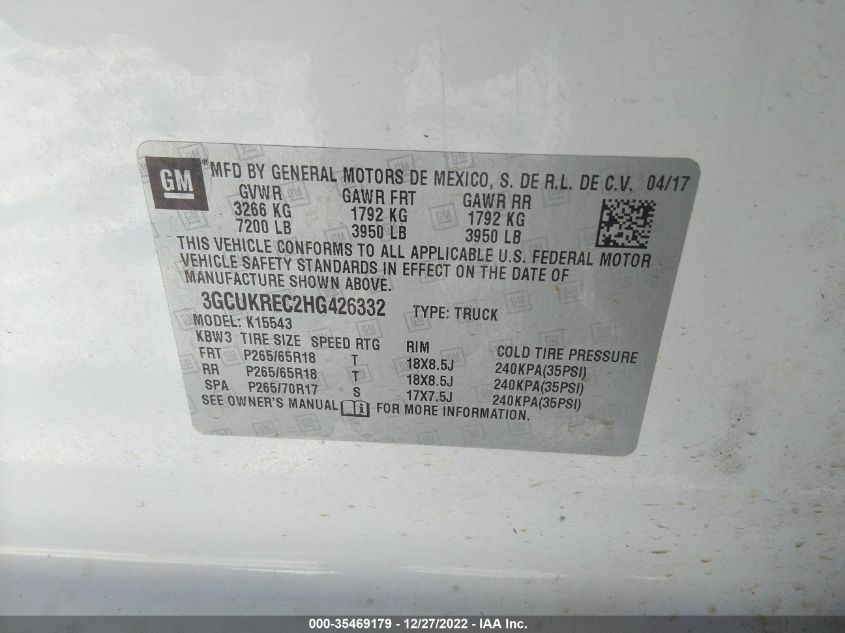 GM ® MFD BY GENERAL MOTORS DE MEXICO, S. DE R.L. DE C.V. 04/17
GVWR GAWR FRT GAWR RR
3266 KG 1792 KG 1792 KG
7200 LB 3950 LB 3950 LB
THIS VEHICLE CONFORMS TO ALL APPLICABLE U.S. FEDERAL MOTOR
VEHICLE SAFETY STANDARDS IN EFFECT ON THE DATE OF
MANUFACTURE SHOWN ABOVE.
3GCUKREC2HG426332 TYPE: TRUCK
MODEL: K15543
KBW3 TIRE SIZE SPEED RTG RIM COLD TIRE PRESSURE
FRT P265/65R18 T 18X8.5J 240KPA(35PSI)
RR P265/65R18 T 18X8.5J 240KPA(35PSI)
SPA P265/70R17 S 17X7.5J 240KPA(35PSI)
SEE OWNER'S MANUAL i FOR MORE INFORMATION.
000-35469179 - 12/27/2022 - IAA Inc.